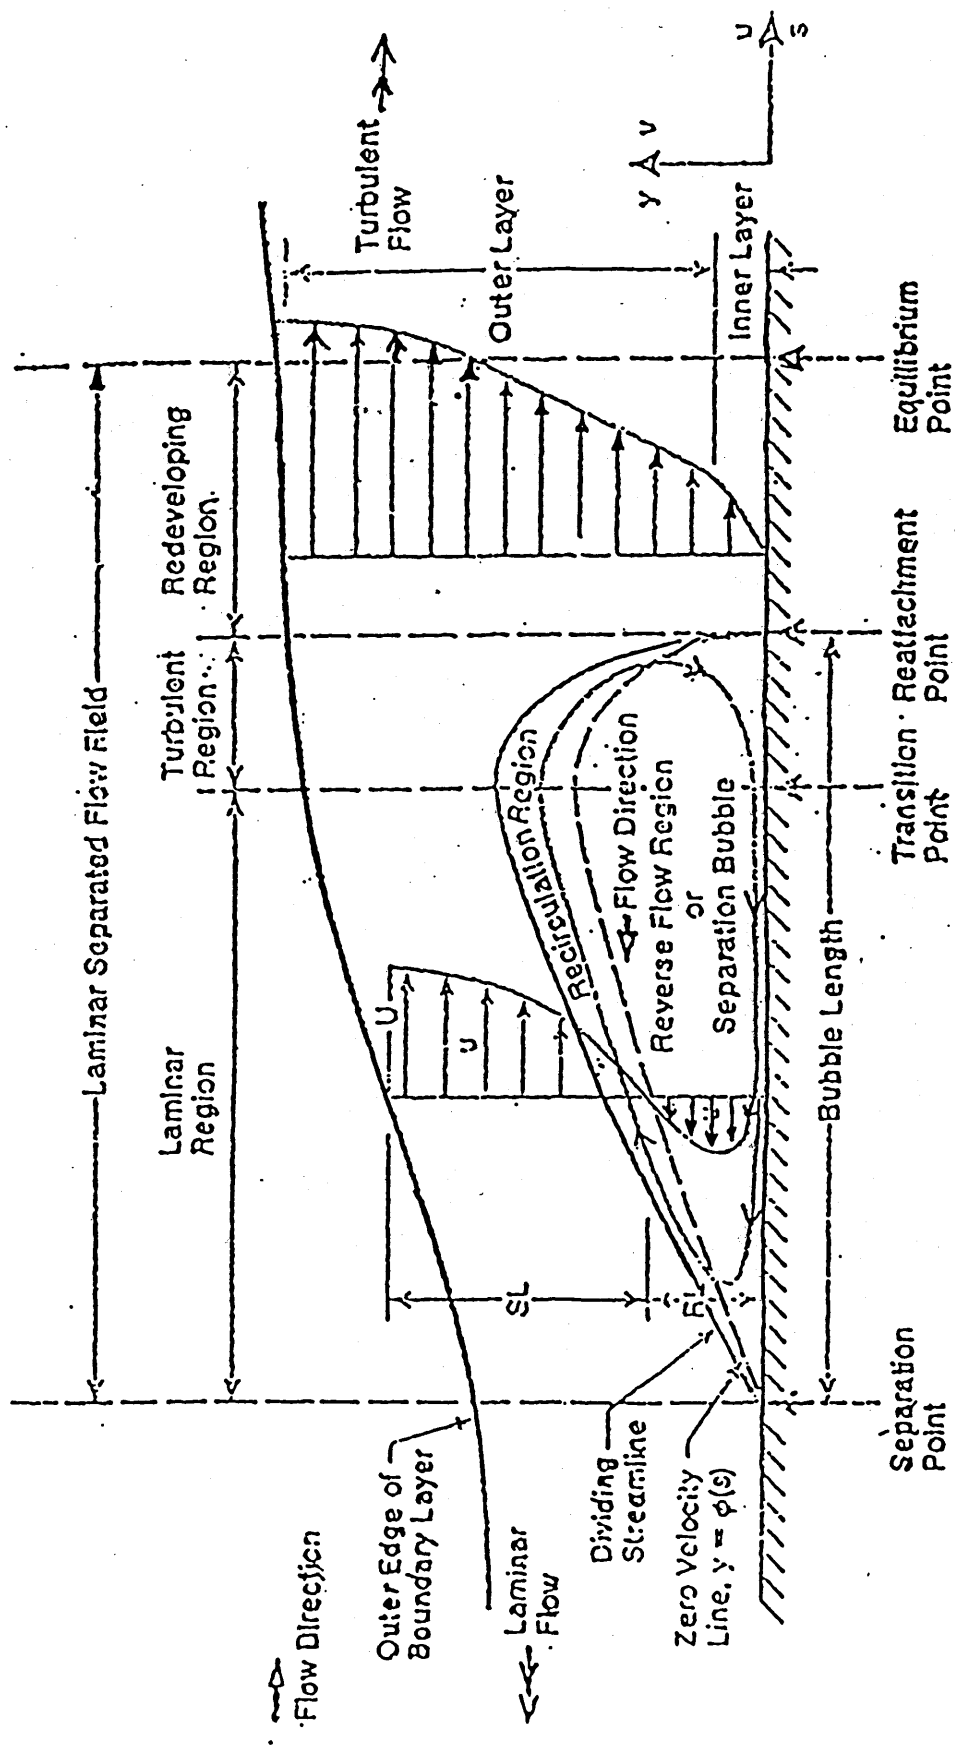 Laminar Separated Flow Field
Laminar
Region
Turbulent
Region
Redeveloping
Region
Flow Direction
Outer Edge of
Boundary Layer
Laminar
Flow
Turbulent
Flow
Dividing
Streamline
Zero Velocity
Line, y = φ(s)
SL
RL
U
u
u
Recirculation Region
Flow Direction
Reverse Flow Region
or
Separation Bubble
Outer Layer
Inner Layer
y v
u
s
Bubble Length
Separation
Point
Transition
Point
Reattachment
Point
Equilibrium
Point